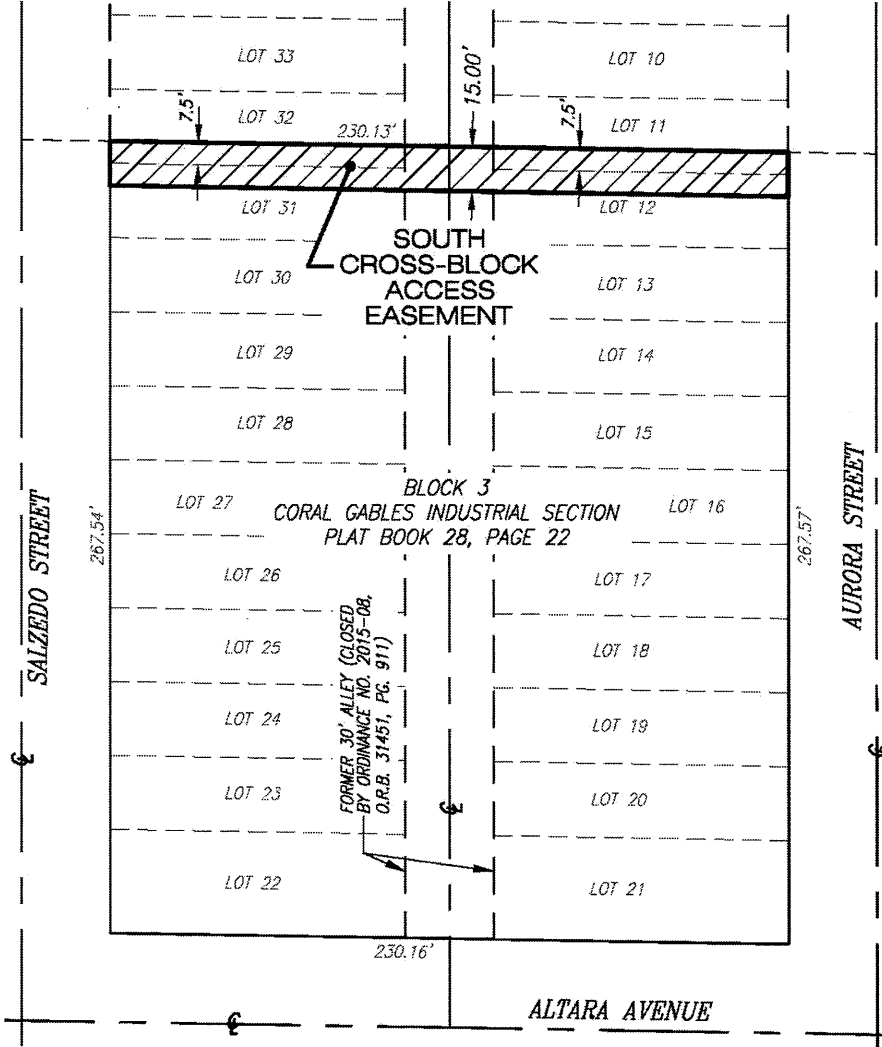 LOT 33
LOT 10
7.5'
LOT 32
230.13'
15.00'
7.5'
LOT 11
LOT 31
LOT 12
SOUTH
CROSS-BLOCK
ACCESS
EASEMENT
LOT 30
LOT 13
LOT 29
LOT 14
LOT 28
LOT 15
BLOCK 3
CORAL GABLES INDUSTRIAL SECTION
PLAT BOOK 28, PAGE 22
LOT 27
LOT 16
SALZEDO STREET
267.54'
267.57'
AURORA STREET
LOT 26
LOT 17
LOT 25
LOT 18
FORMER 30' ALLEY (CLOSED
BY ORDINANCE NO. 2015-08,
O.R.B. 31451, PG. 911)
LOT 24
LOT 19
LOT 23
LOT 20
LOT 22
LOT 21
230.16'
ALTARA AVENUE